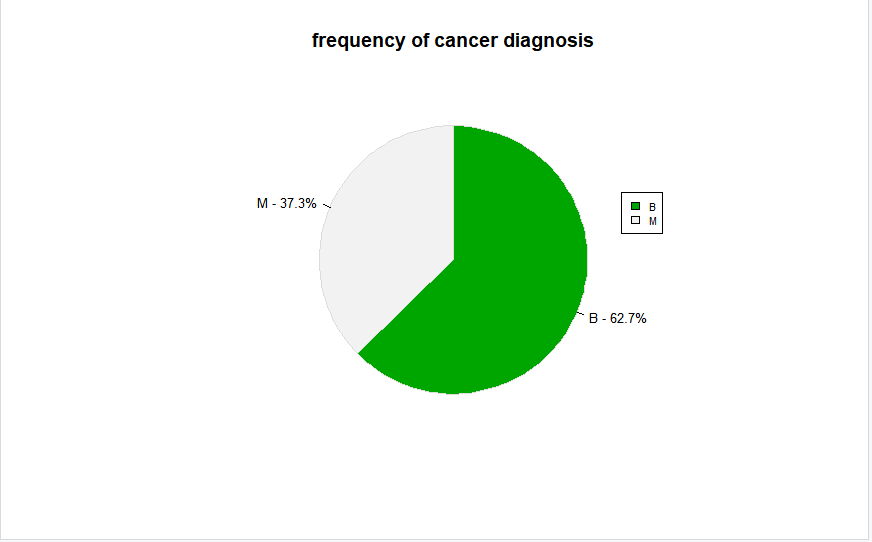 frequency of cancer diagnosis
M - 37.3%
B
M
B - 62.7%